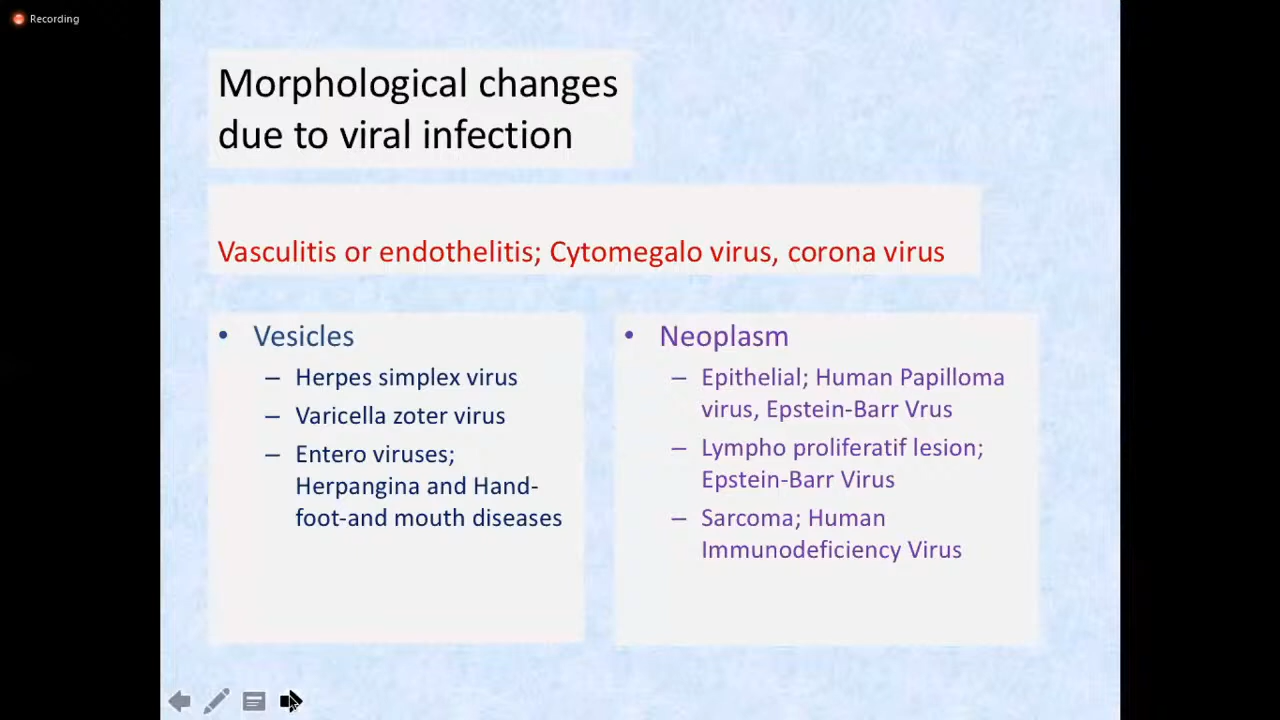 Recording
Morphological changes
due to viral infection
Vasculitis or endothelitis; Cytomegalo virus, corona virus
• Vesicles
– Herpes simplex virus
– Varicella zoter virus
– Entero viruses;
Herpangina and Hand-
foot-and mouth diseases
• Neoplasm
– Epithelial; Human Papilloma
virus, Epstein-Barr Vrus
– Lympho proliferatif lesion;
Epstein-Barr Virus
– Sarcoma; Human
Immunodeficiency Virus